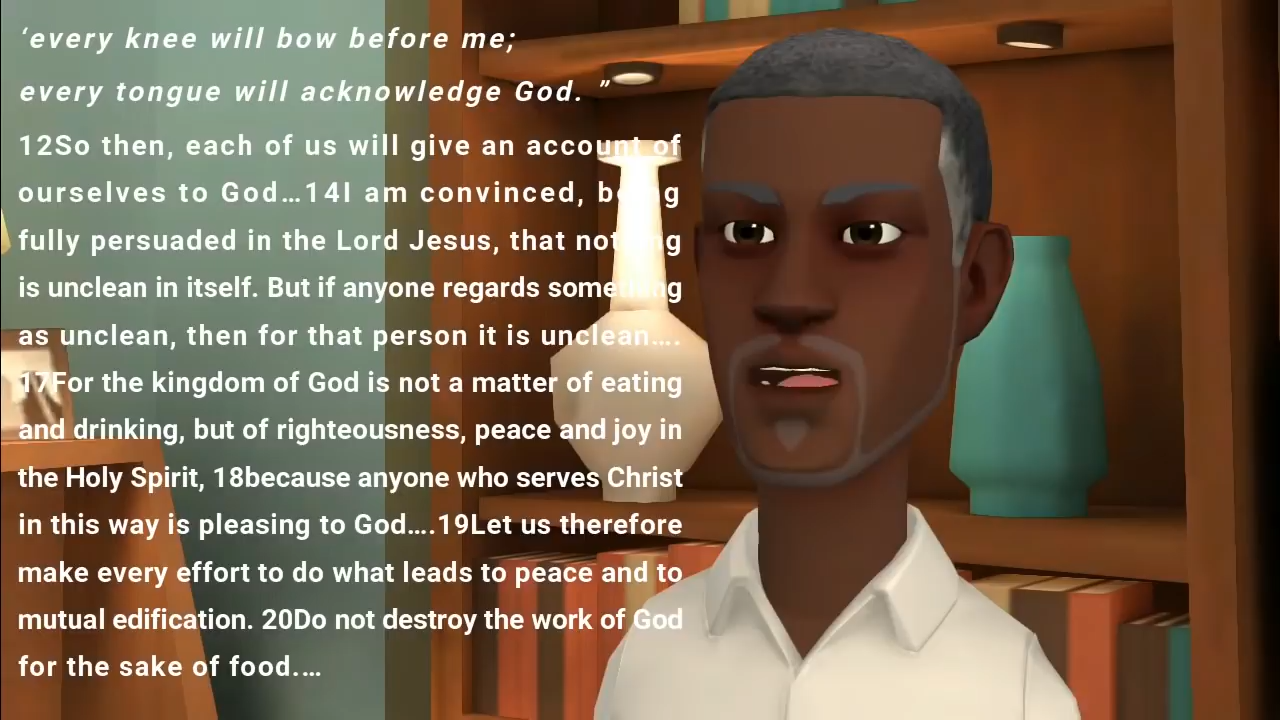 ‘every knee will bow before me;
every tongue will acknowledge God. ”
12So then, each of us will give an account of
ourselves to God…14I am convinced, being
fully persuaded in the Lord Jesus, that nothing
is unclean in itself. But if anyone regards something
as unclean, then for that person it is unclean….
17For the kingdom of God is not a matter of eating
and drinking, but of righteousness, peace and joy in
the Holy Spirit, 18because anyone who serves Christ
in this way is pleasing to God….19Let us therefore
make every effort to do what leads to peace and to
mutual edification. 20Do not destroy the work of God
for the sake of food.…